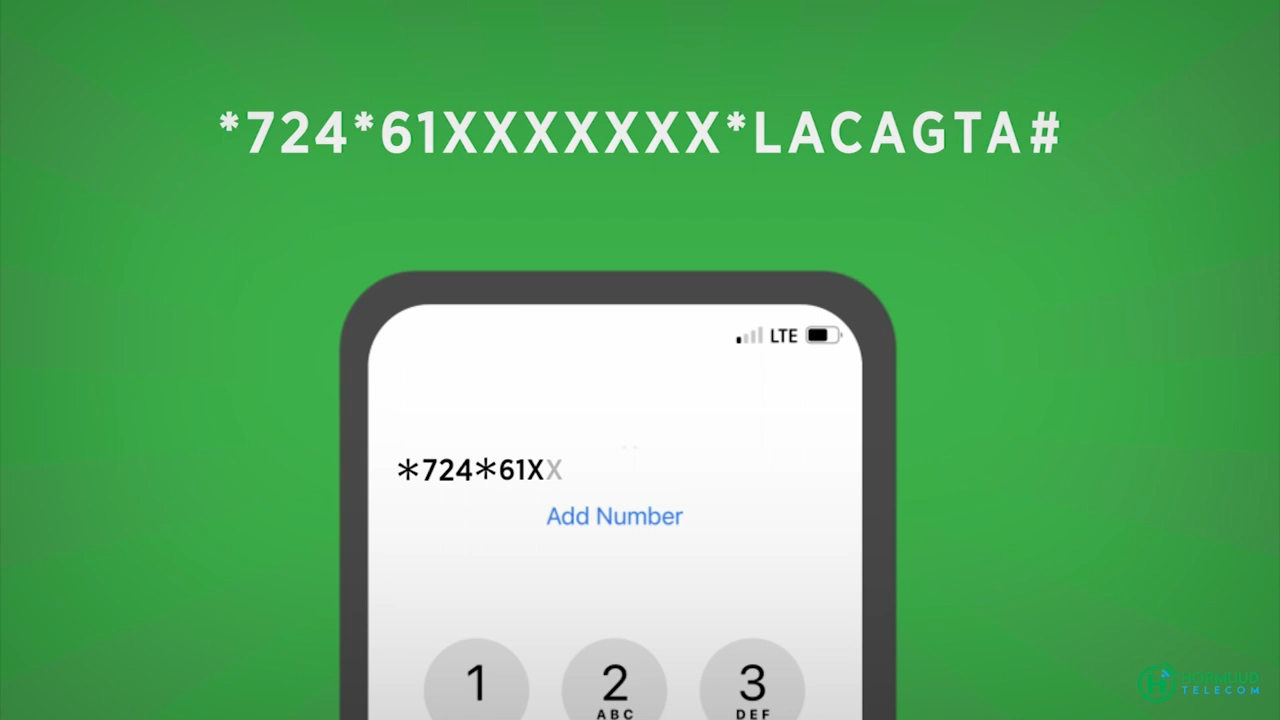 *724*61XXXXXXX*LACAGTA#
LTE
*724*61XX
Add Number
1 2 3
ABC DEF
HORMUUD
TELECOM